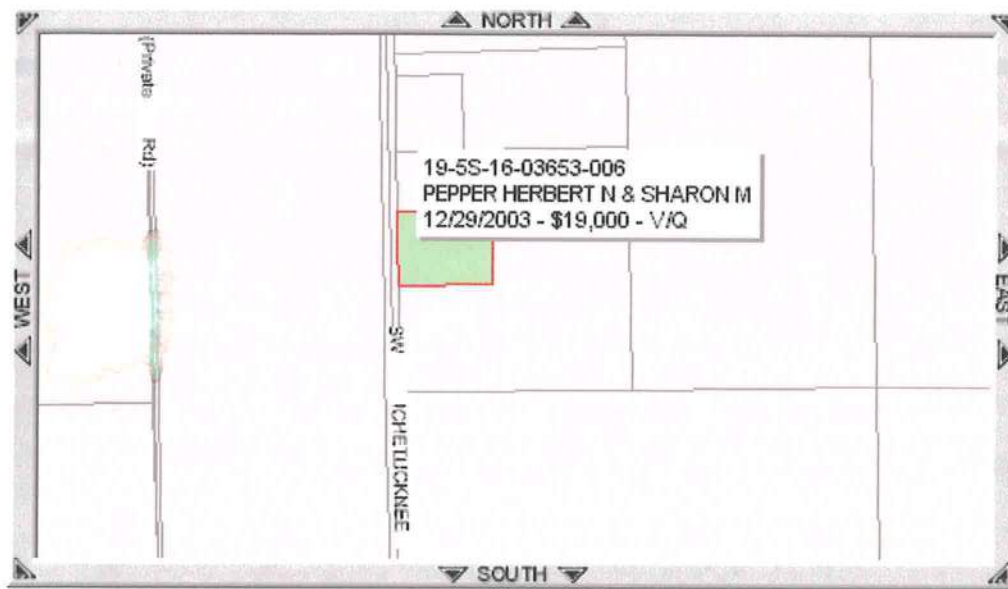 NORTH
(Private Rd)
19-5S-16-03653-006
PEPPER HERBERT N & SHARON M
12/29/2003 - $19,000 - V/Q
WEST
EAST
SW ICHETUCKNEE
SOUTH